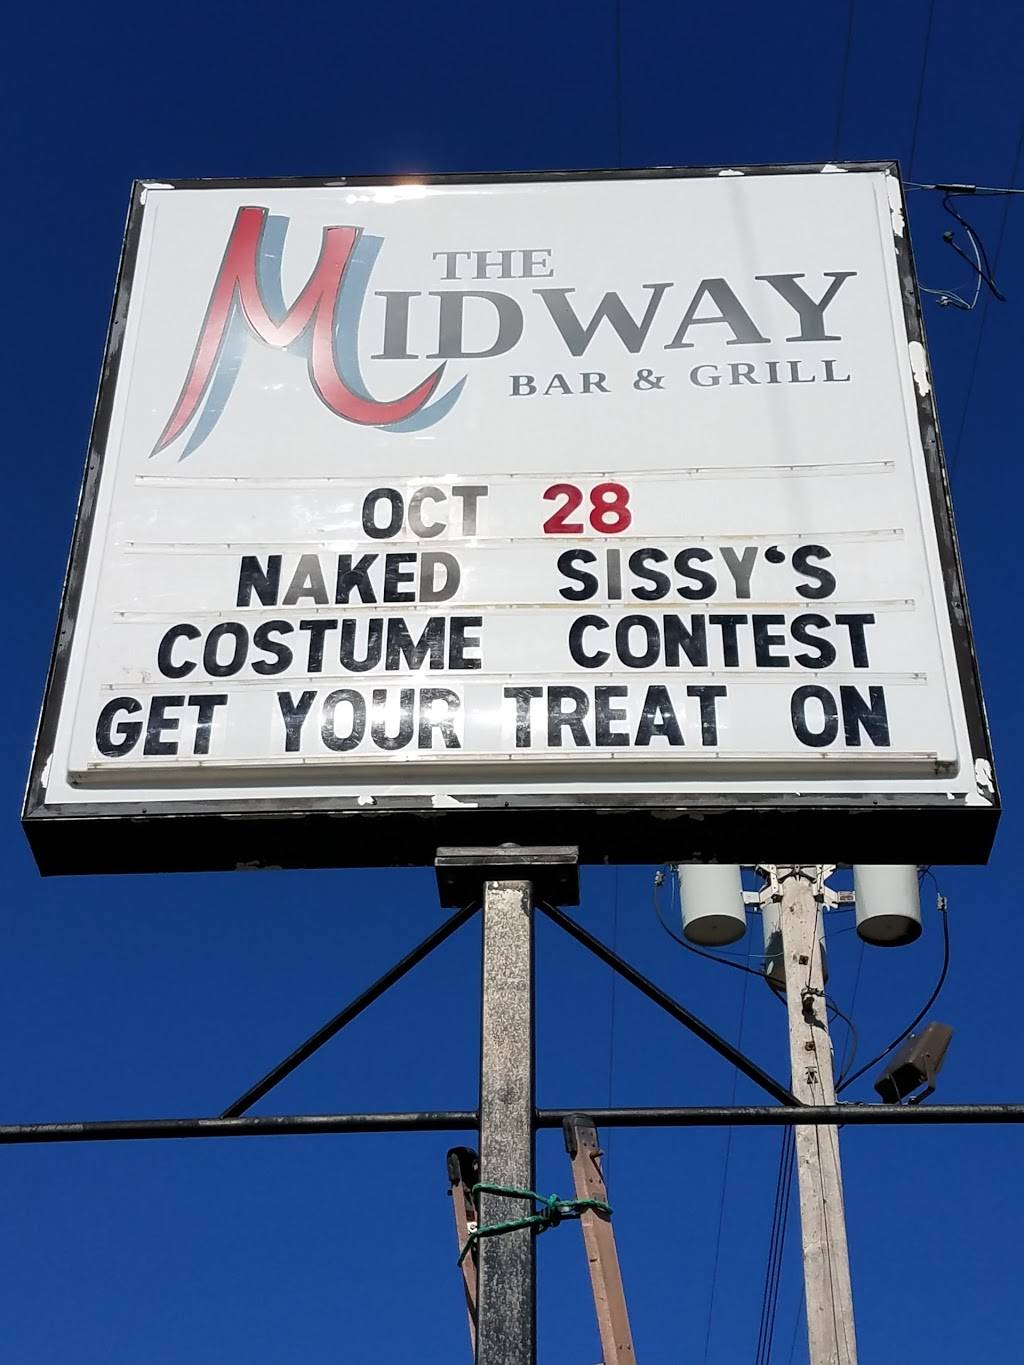 THE
MIDWAY
BAR & GRILL
OCT 28
NAKED SISSY'S
COSTUME CONTEST
GET YOUR TREAT ON